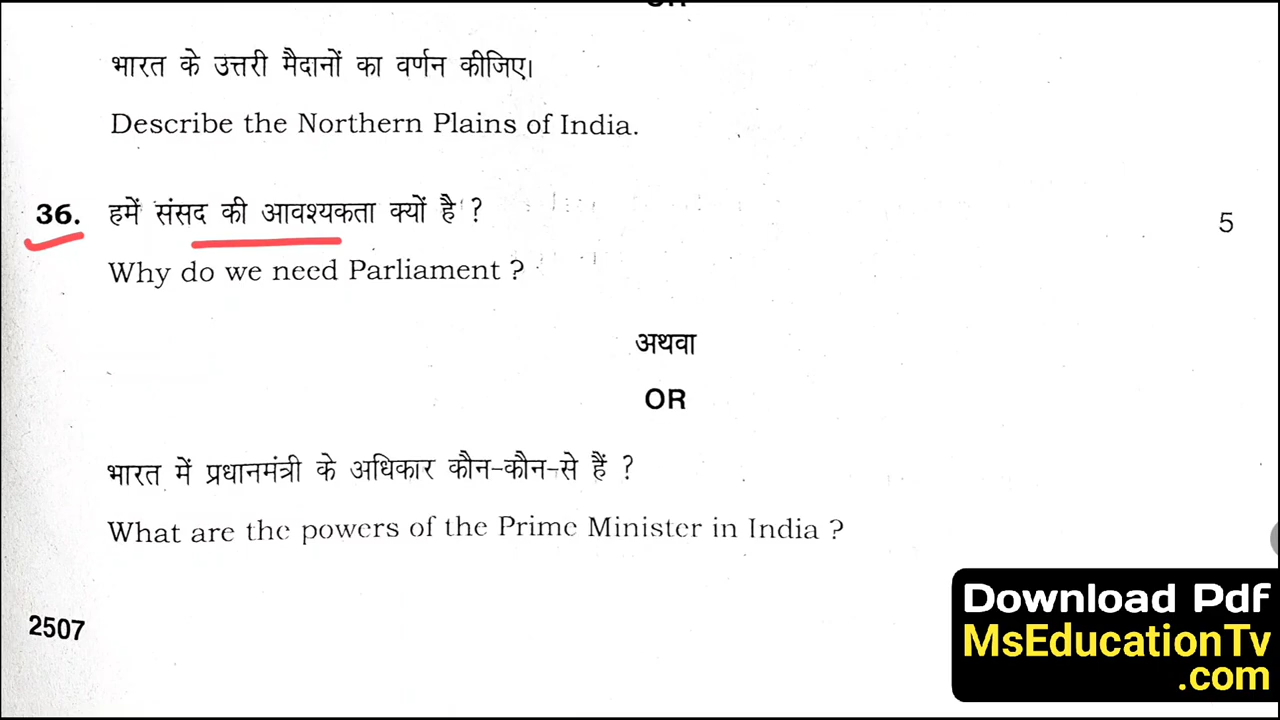 OR
भारत के उत्तरी मैदानों का वर्णन कीजिए।
Describe the Northern Plains of India.
36. हमें संसद की आवश्यकता क्यों है ? 5
Why do we need Parliament ?
अथवा
OR
भारत में प्रधानमंत्री के अधिकार कौन-कौन-से हैं ?
What are the powers of the Prime Minister in India ?
2507
Download Pdf
MsEducationTv
.com